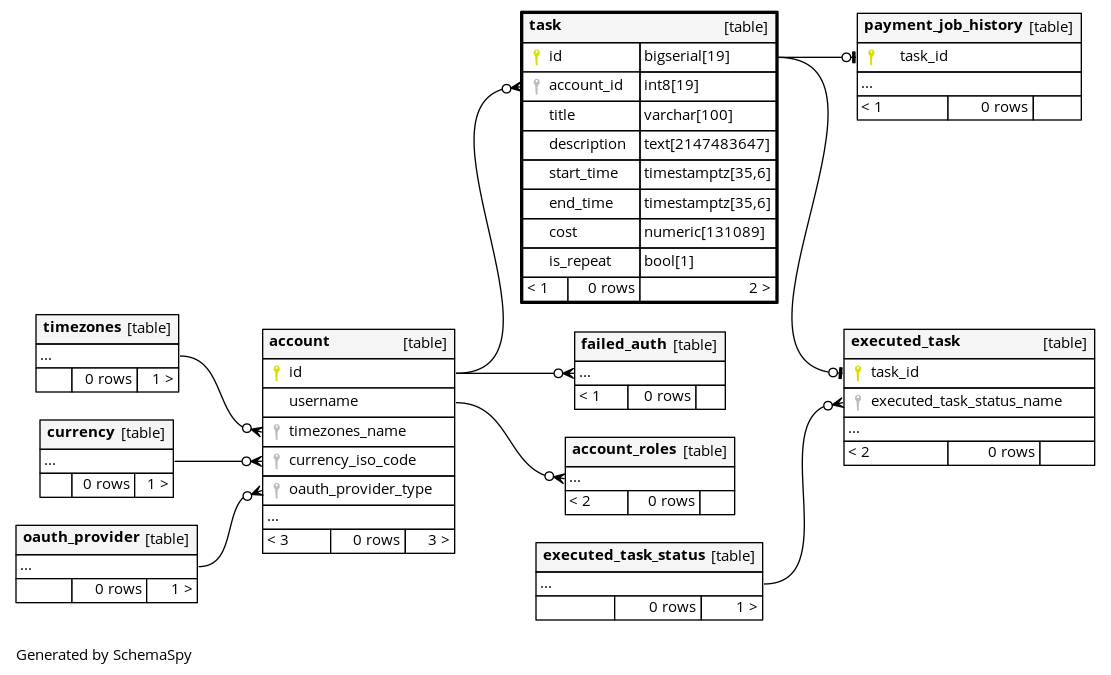 task [table]
id bigserial[19]
account_id int8[19]
title varchar[100]
description text[2147483647]
start_time timestamptz[35,6]
end_time timestamptz[35,6]
cost numeric[131089]
is_repeat bool[1]
< 1 0 rows 2 >
payment_job_history [table]
task_id
...
< 1 0 rows
timezones [table]
...
0 rows 1 >
currency [table]
...
0 rows 1 >
oauth_provider [table]
...
0 rows 1 >
account [table]
id
username
timezones_name
currency_iso_code
oauth_provider_type
...
< 3 0 rows 3 >
failed_auth [table]
...
< 1 0 rows
account_roles [table]
...
< 2 0 rows
executed_task_status [table]
...
0 rows 1 >
executed_task [table]
task_id
executed_task_status_name
...
< 2 0 rows
Generated by SchemaSpy